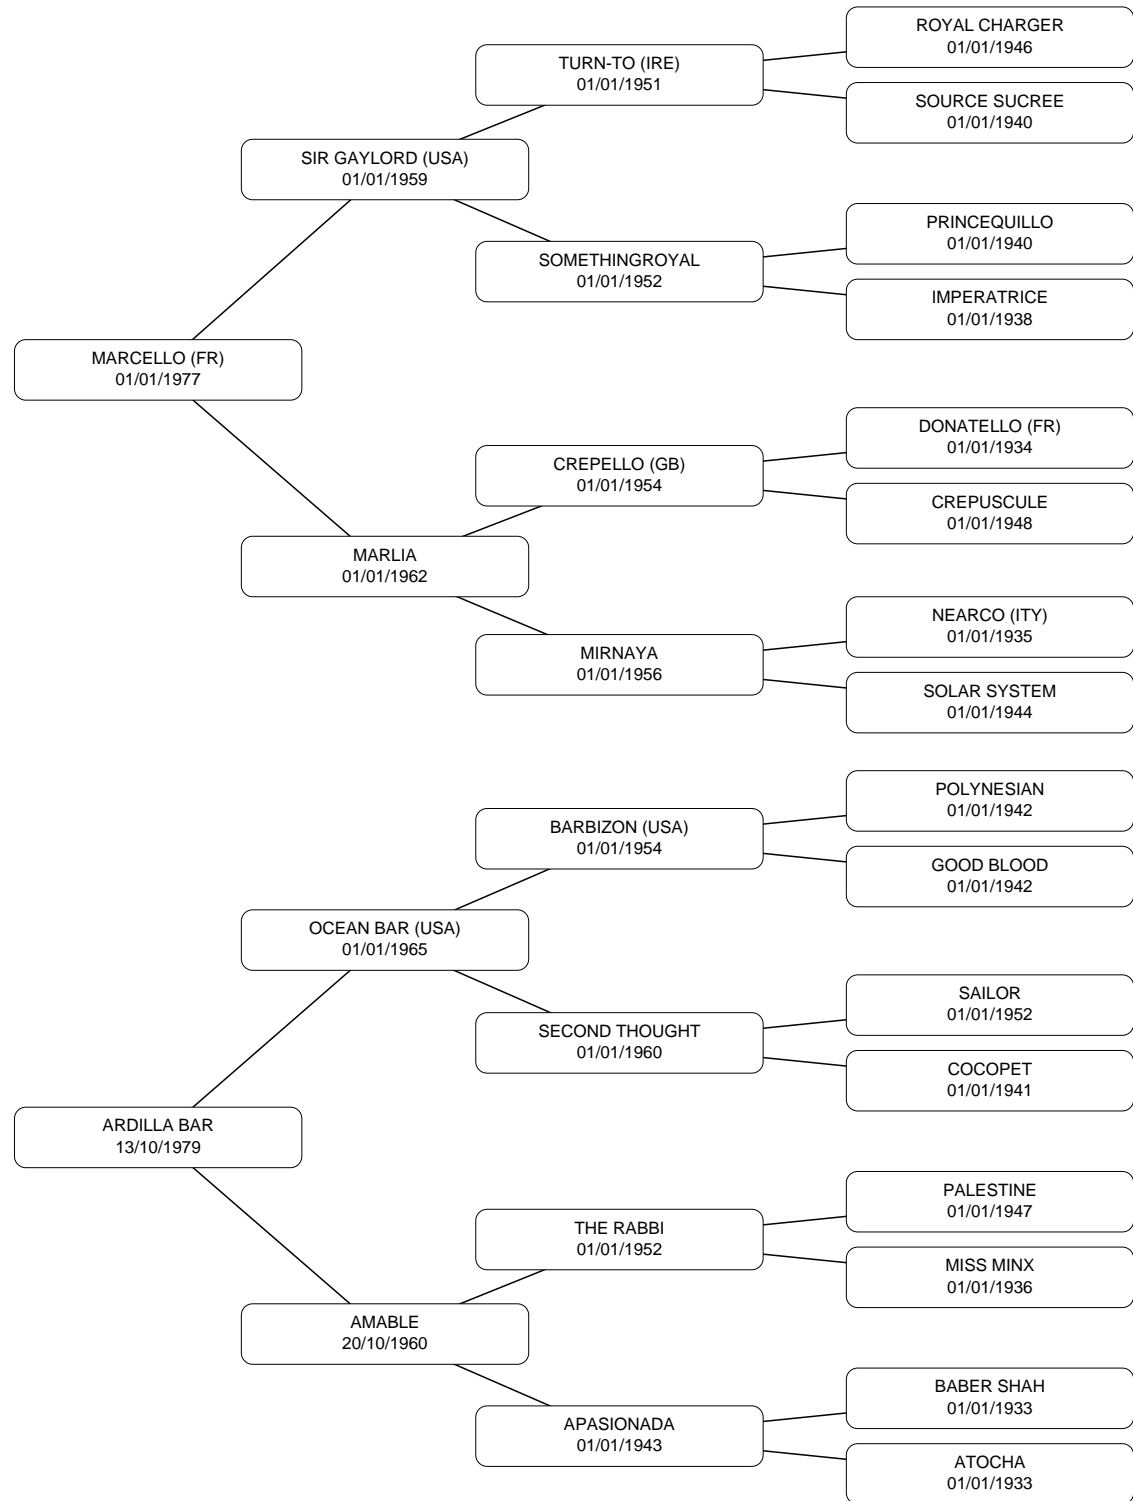 ROYAL CHARGER
01/01/1946
TURN-TO (IRE)
01/01/1951
SOURCE SUCREE
01/01/1940
SIR GAYLORD (USA)
01/01/1959
PRINCEQUILLO
01/01/1940
SOMETHINGROYAL
01/01/1952
IMPERATRICE
01/01/1938
MARCELLO (FR)
01/01/1977
DONATELLO (FR)
01/01/1934
CREPELLO (GB)
01/01/1954
CREPUSCULE
01/01/1948
MARLIA
01/01/1962
NEARCO (ITY)
01/01/1935
MIRNAYA
01/01/1956
SOLAR SYSTEM
01/01/1944
POLYNESIAN
01/01/1942
BARBIZON (USA)
01/01/1954
GOOD BLOOD
01/01/1942
OCEAN BAR (USA)
01/01/1965
SAILOR
01/01/1952
SECOND THOUGHT
01/01/1960
COCOPET
01/01/1941
ARDILLA BAR
13/10/1979
PALESTINE
01/01/1947
THE RABBI
01/01/1952
MISS MINX
01/01/1936
AMABLE
20/10/1960
BABER SHAH
01/01/1933
APASIONADA
01/01/1943
ATOCHA
01/01/1933